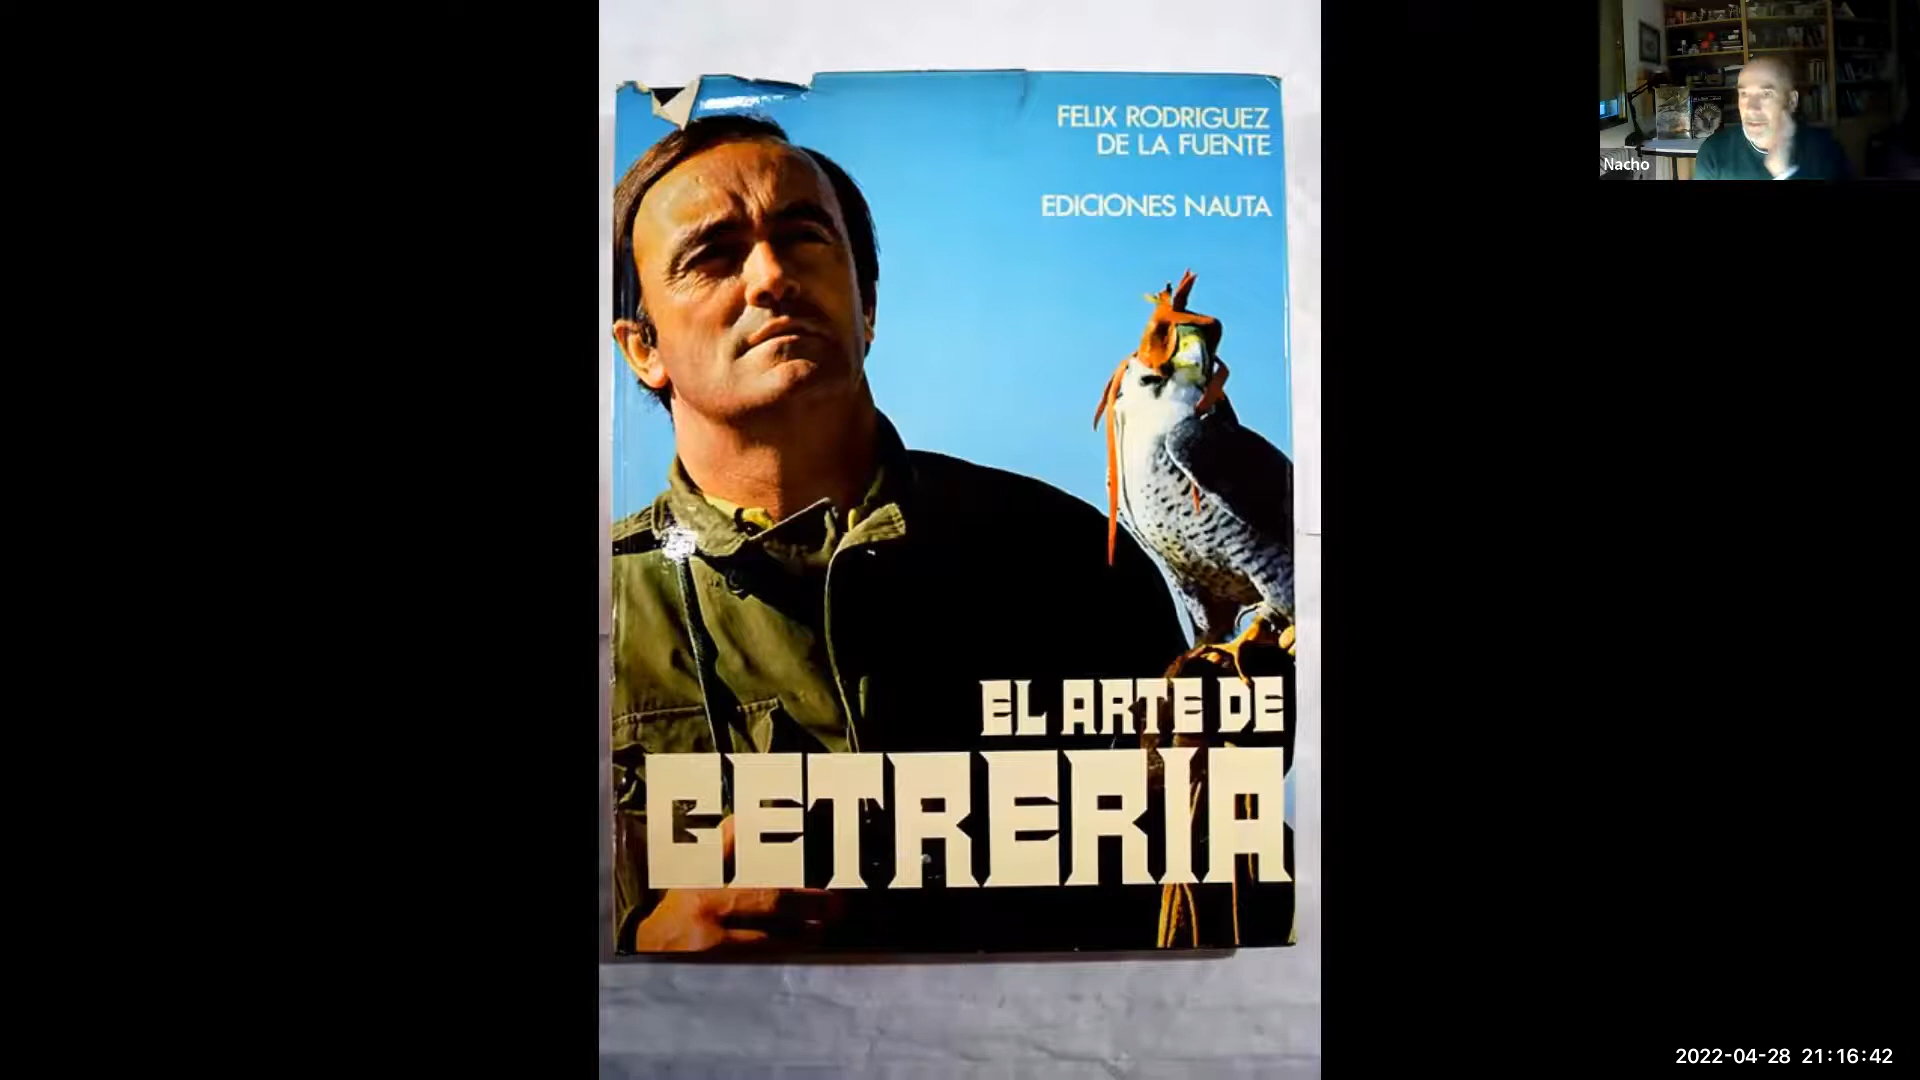 FELIX RODRIGUEZ
DE LA FUENTE
EDICIONES NAUTA
EL ARTE DE
CETRERIA
Nacho
2022-04-28 21:16:42